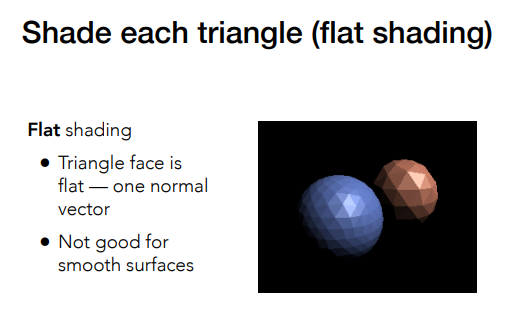 Shade each triangle (flat shading)
Flat shading
• Triangle face is
flat — one normal
vector
• Not good for
smooth surfaces